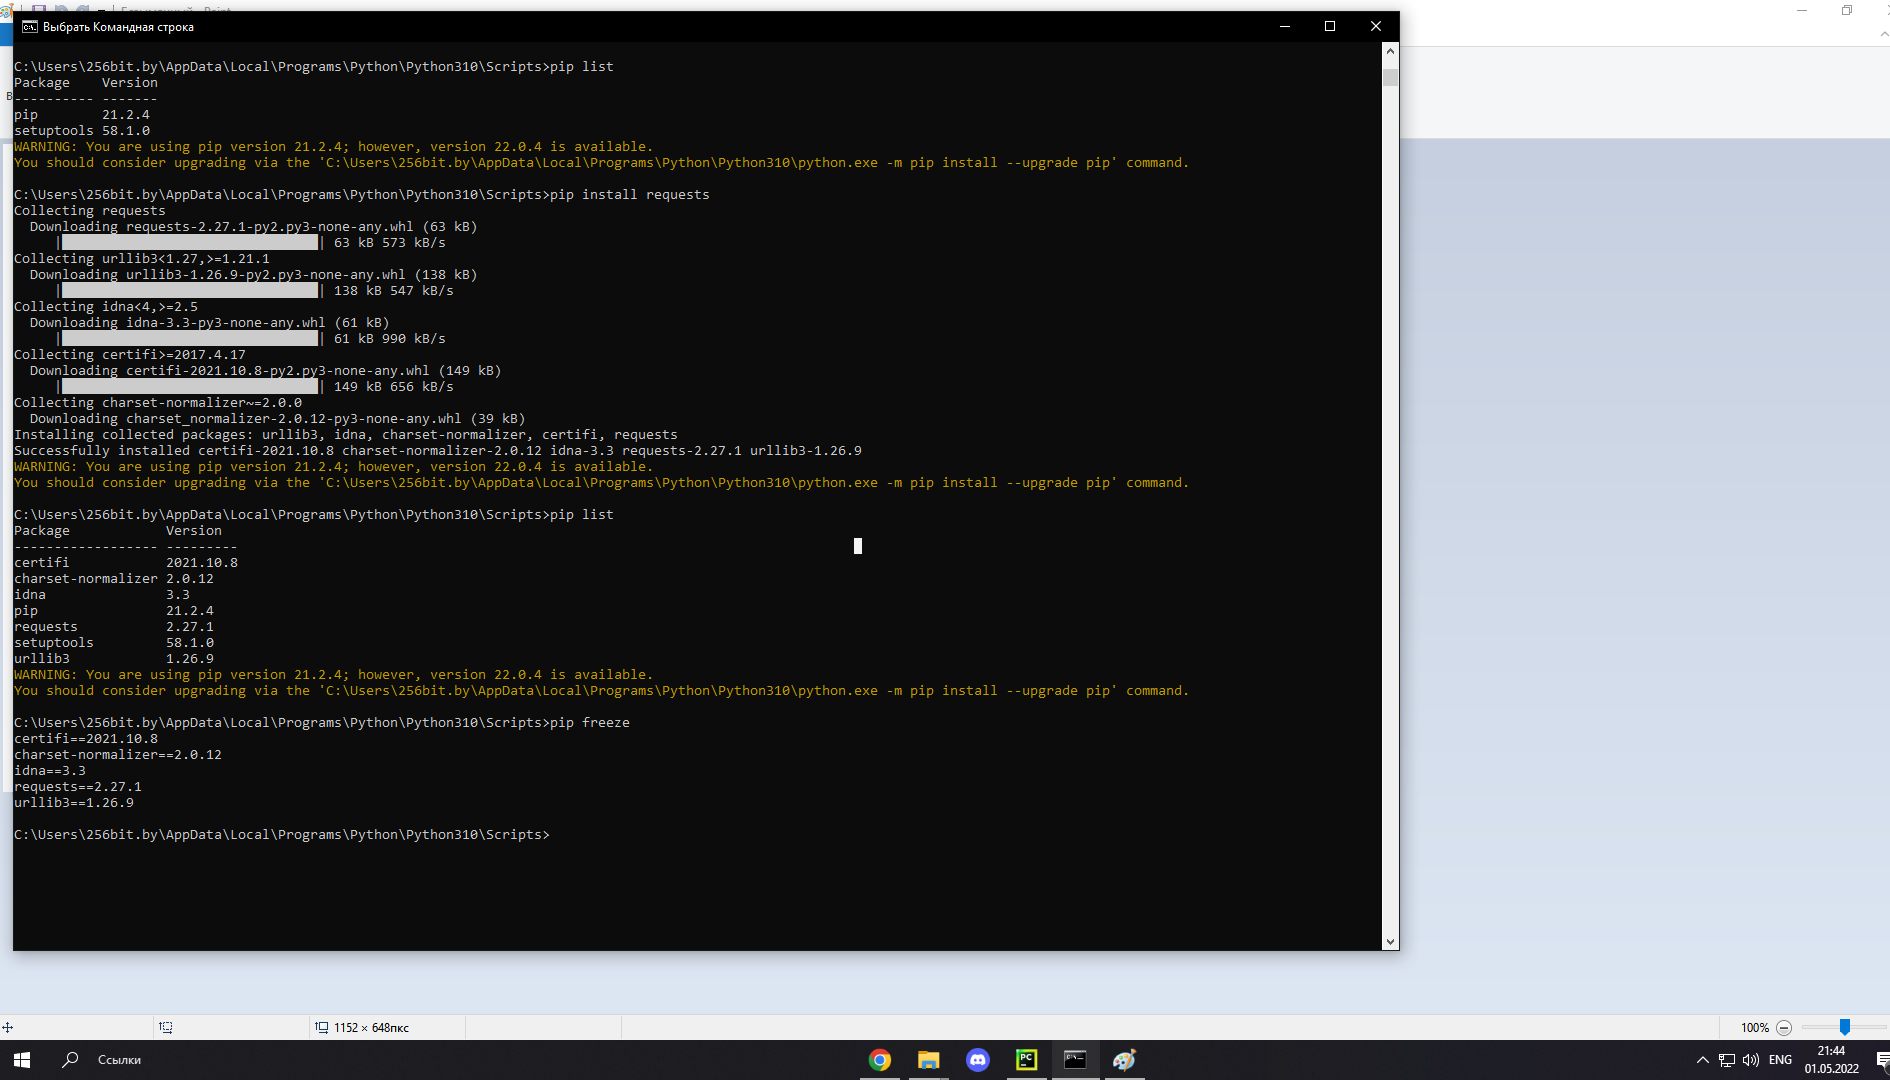 Выбрать Командная строка
C:\Users\256bit.by\AppData\Local\Programs\Python\Python310\Scripts>pip list
Package    Version
---------- -------
pip        21.2.4
setuptools 58.1.0
WARNING: You are using pip version 21.2.4; however, version 22.0.4 is available.
You should consider upgrading via the 'C:\Users\256bit.by\AppData\Local\Programs\Python\Python310\python.exe -m pip install --upgrade pip' command.
C:\Users\256bit.by\AppData\Local\Programs\Python\Python310\Scripts>pip install requests
Collecting requests
  Downloading requests-2.27.1-py2.py3-none-any.whl (63 kB)
     |████████████████████████████████| 63 kB 573 kB/s
Collecting urllib3<1.27,>=1.21.1
  Downloading urllib3-1.26.9-py2.py3-none-any.whl (138 kB)
     |████████████████████████████████| 138 kB 547 kB/s
Collecting idna<4,>=2.5
  Downloading idna-3.3-py3-none-any.whl (61 kB)
     |████████████████████████████████| 61 kB 990 kB/s
Collecting certifi>=2017.4.17
  Downloading certifi-2021.10.8-py2.py3-none-any.whl (149 kB)
     |████████████████████████████████| 149 kB 656 kB/s
Collecting charset-normalizer~=2.0.0
  Downloading charset_normalizer-2.0.12-py3-none-any.whl (39 kB)
Installing collected packages: urllib3, idna, charset-normalizer, certifi, requests
Successfully installed certifi-2021.10.8 charset-normalizer-2.0.12 idna-3.3 requests-2.27.1 urllib3-1.26.9
WARNING: You are using pip version 21.2.4; however, version 22.0.4 is available.
You should consider upgrading via the 'C:\Users\256bit.by\AppData\Local\Programs\Python\Python310\python.exe -m pip install --upgrade pip' command.
C:\Users\256bit.by\AppData\Local\Programs\Python\Python310\Scripts>pip list
Package            Version
------------------ ---------
certifi            2021.10.8
charset-normalizer 2.0.12
idna               3.3
pip                21.2.4
requests           2.27.1
setuptools         58.1.0
urllib3            1.26.9
WARNING: You are using pip version 21.2.4; however, version 22.0.4 is available.
You should consider upgrading via the 'C:\Users\256bit.by\AppData\Local\Programs\Python\Python310\python.exe -m pip install --upgrade pip' command.
C:\Users\256bit.by\AppData\Local\Programs\Python\Python310\Scripts>pip freeze
certifi==2021.10.8
charset-normalizer==2.0.12
idna==3.3
requests==2.27.1
urllib3==1.26.9
C:\Users\256bit.by\AppData\Local\Programs\Python\Python310\Scripts>
1152 × 648пкс
100%
Ссылки
PC
ENG
21:44
01.05.2022